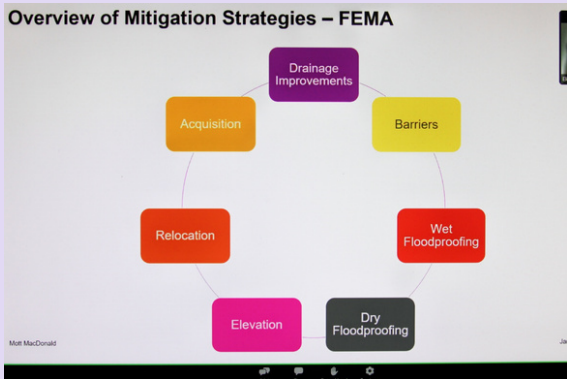 Overview of Mitigation Strategies – FEMA
Drainage
Improvements
Acquisition
Barriers
Relocation
Wet
Floodproofing
Elevation
Dry
Floodproofing
Mott MacDonald